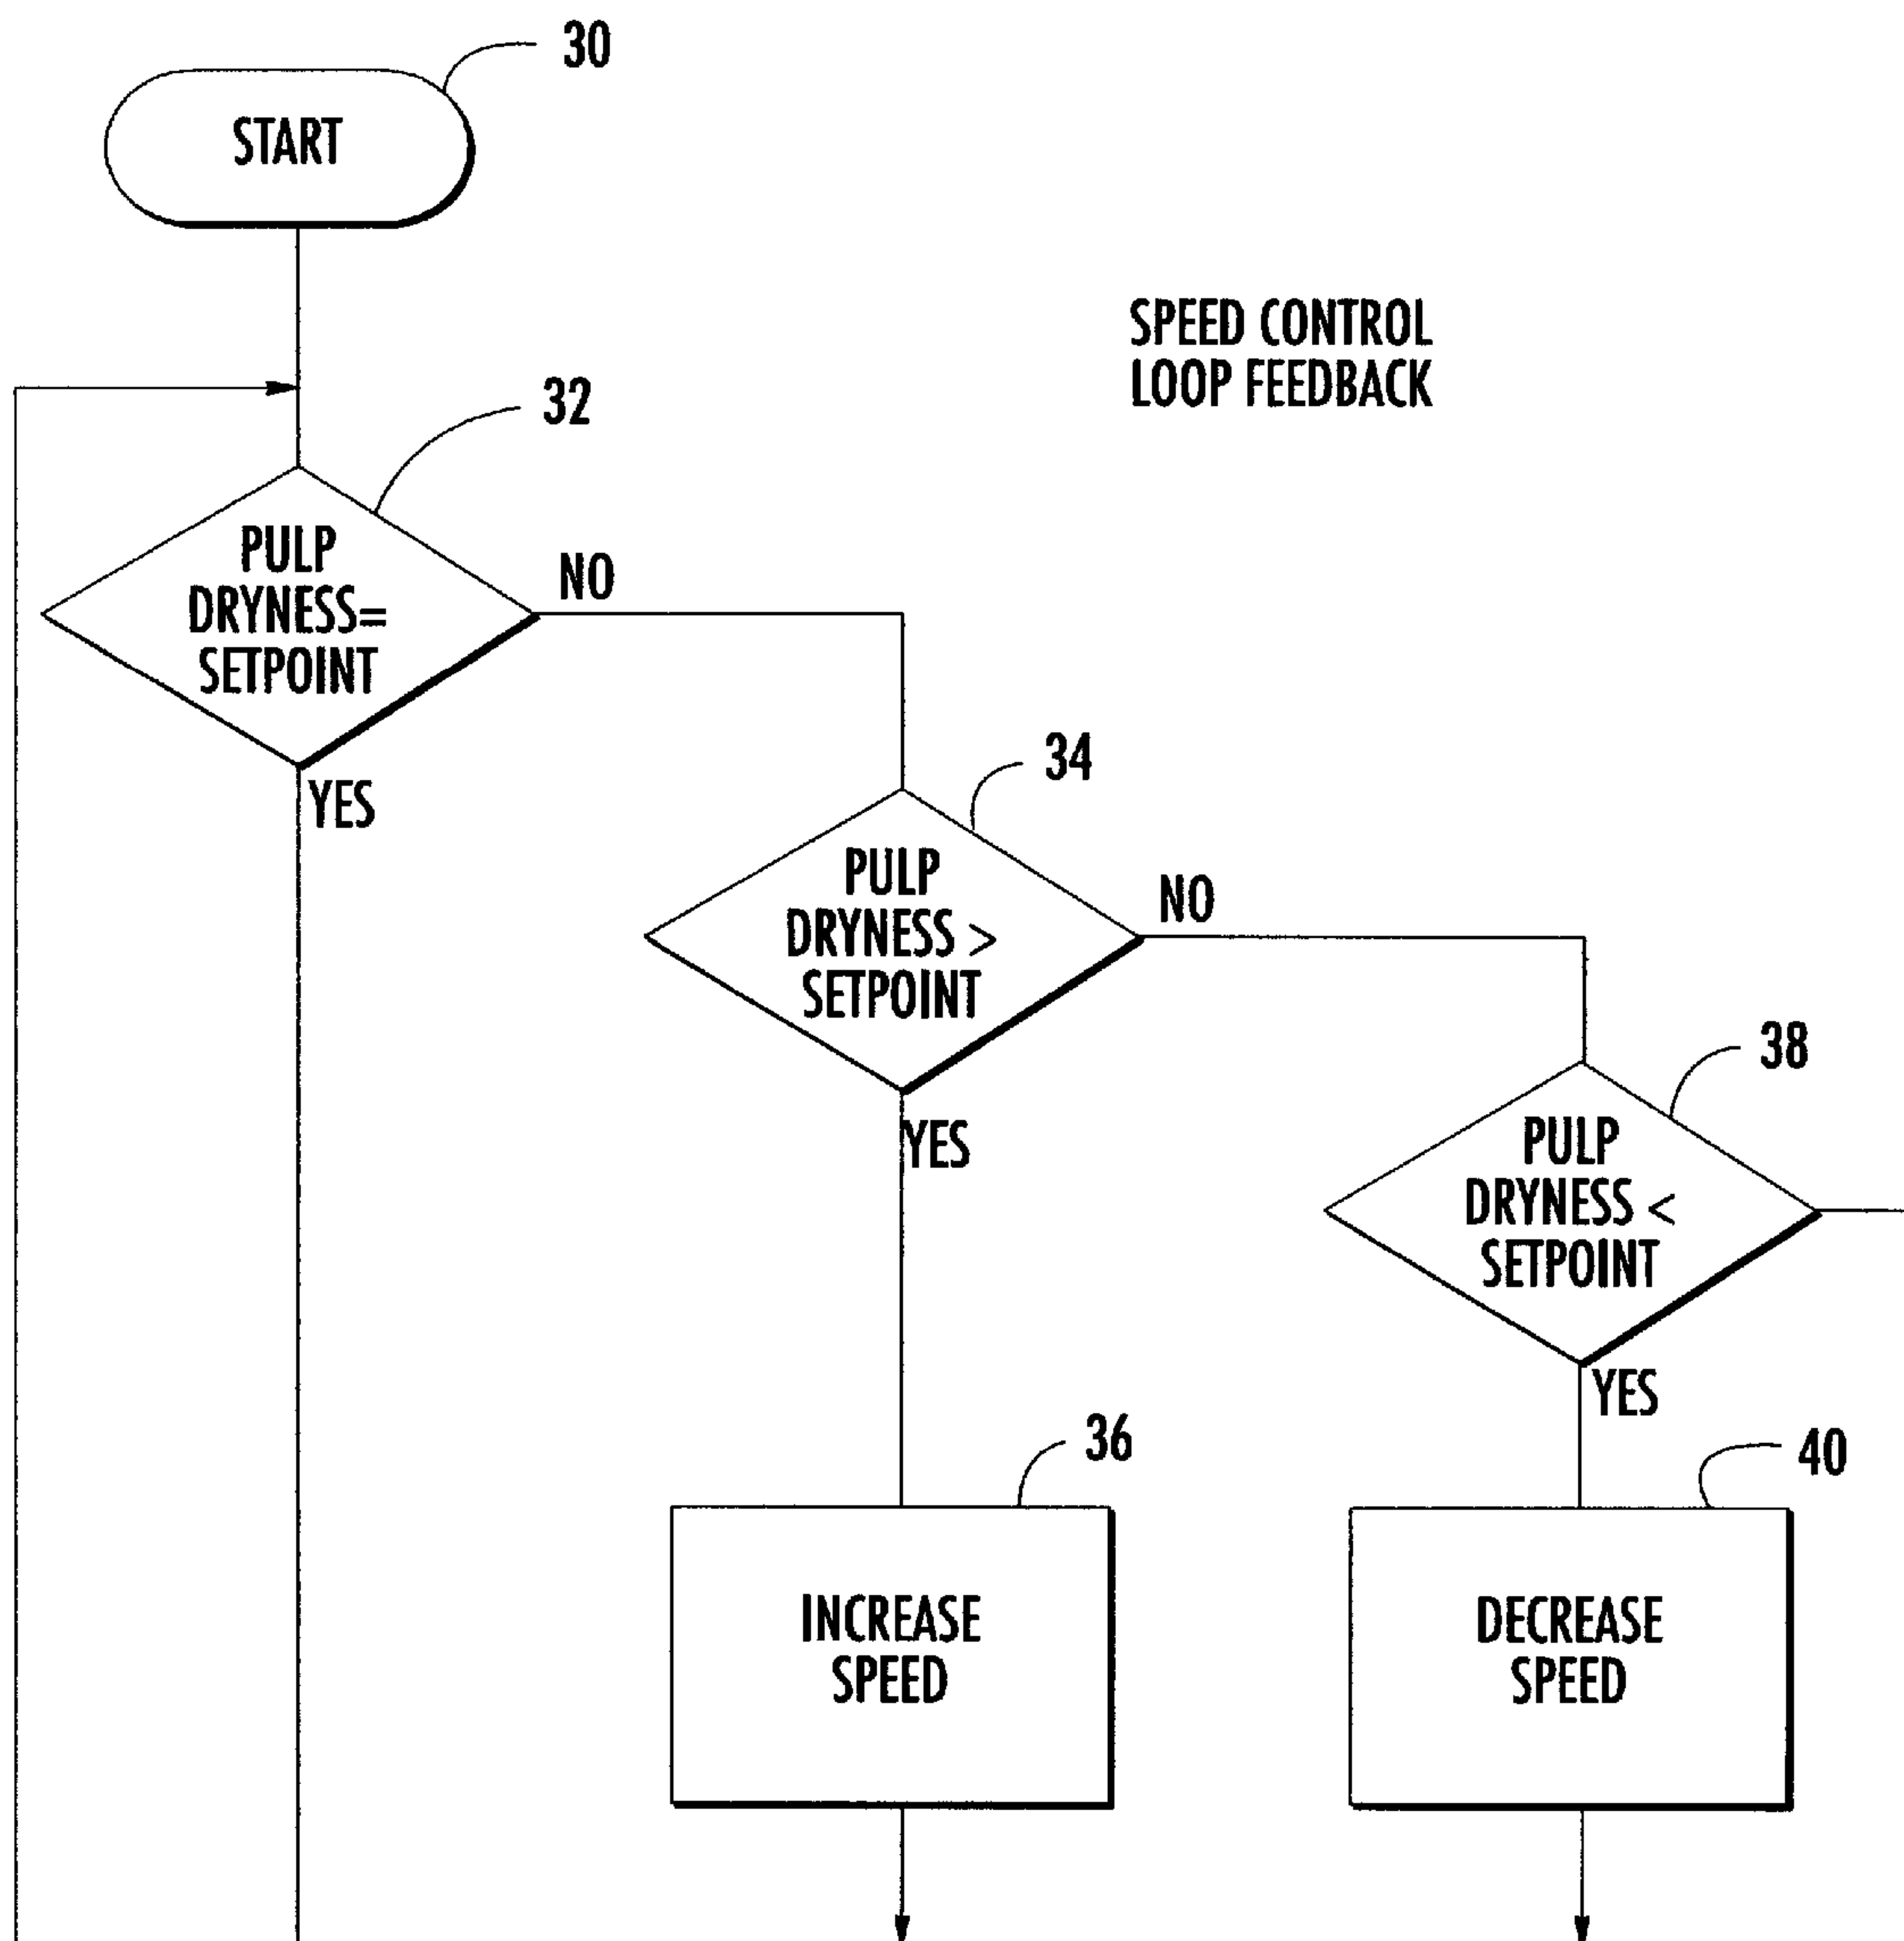 30
START
SPEED CONTROL
LOOP FEEDBACK
32
PULP
DRYNESS=
SETPOINT
NO
YES
34
PULP
DRYNESS >
SETPOINT
NO
YES
38
PULP
DRYNESS <
SETPOINT
YES
36
INCREASE
SPEED
40
DECREASE
SPEED